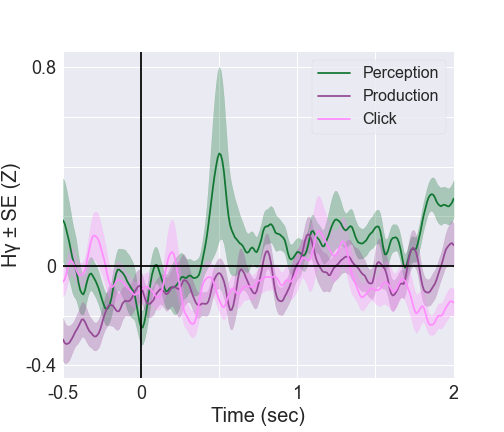 0.8
Perception
Production
Click
Hγ ± SE (Z)
0
-0.4
-0.5
0
1
2
Time (sec)